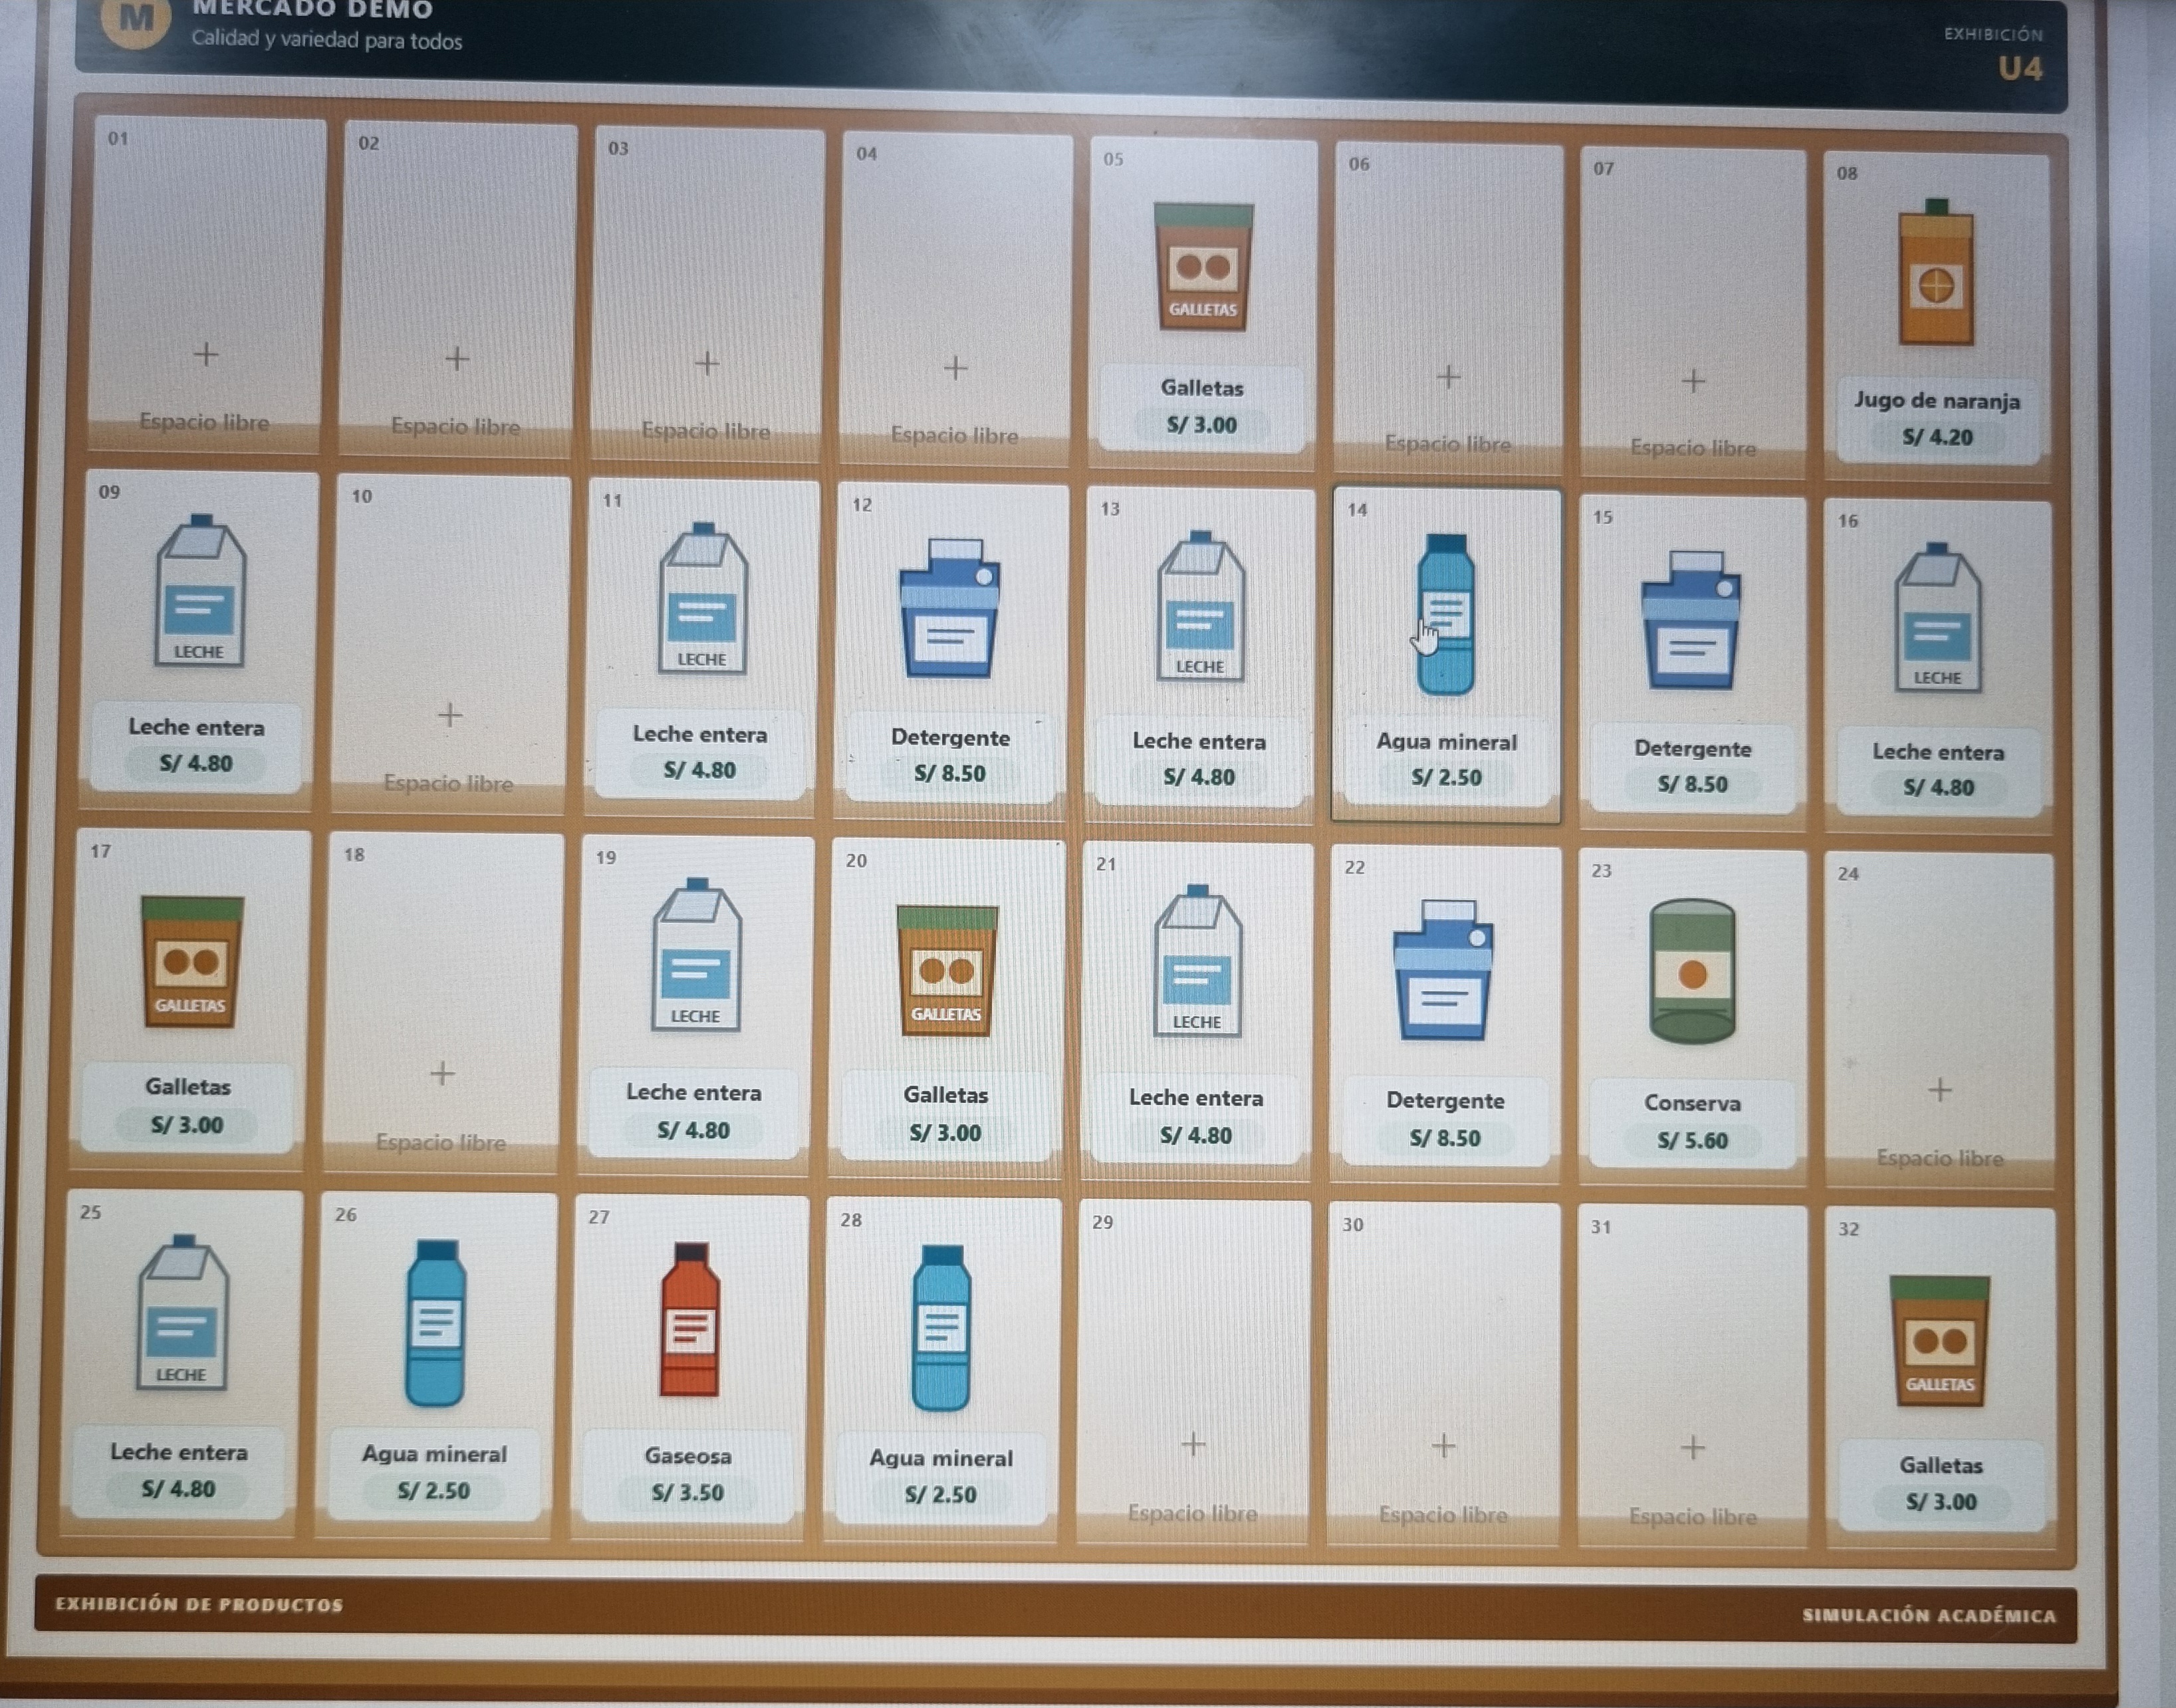 M
MERCADO DEMO
Calidad y variedad para todos
EXHIBICIÓN
U4
01
+
Espacio libre
02
+
Espacio libre
03
+
Espacio libre
04
+
Espacio libre
05
GALLETAS
Galletas
S/ 3.00
06
+
Espacio libre
07
+
Espacio libre
08
Jugo de naranja
S/ 4.20
09
LECHE
Leche entera
S/ 4.80
10
+
Espacio libre
11
LECHE
Leche entera
S/ 4.80
12
Detergente
S/ 8.50
13
LECHE
Leche entera
S/ 4.80
14
Agua mineral
S/ 2.50
15
Detergente
S/ 8.50
16
LECHE
Leche entera
S/ 4.80
17
GALLETAS
Galletas
S/ 3.00
18
+
Espacio libre
19
LECHE
Leche entera
S/ 4.80
20
GALLETAS
Galletas
S/ 3.00
21
LECHE
Leche entera
S/ 4.80
22
Detergente
S/ 8.50
23
Conserva
S/ 5.60
24
+
Espacio libre
25
LECHE
Leche entera
S/ 4.80
26
Agua mineral
S/ 2.50
27
Gaseosa
S/ 3.50
28
Agua mineral
S/ 2.50
29
+
Espacio libre
30
+
Espacio libre
31
+
Espacio libre
32
GALLETAS
Galletas
S/ 3.00
EXHIBICIÓN DE PRODUCTOS
SIMULACIÓN ACADÉMICA